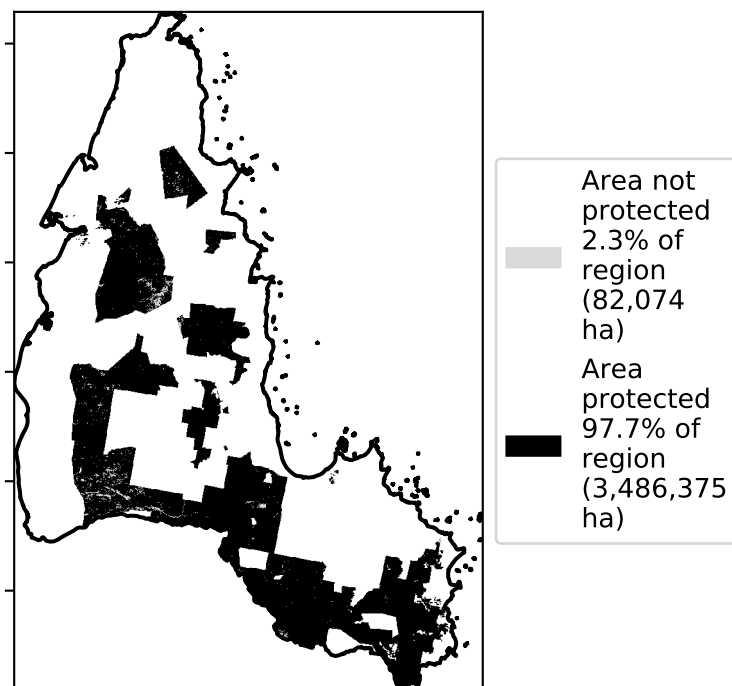 Area not
protected
2.3% of
region
(82,074
ha)
Area
protected
97.7% of
region
(3,486,375
ha)